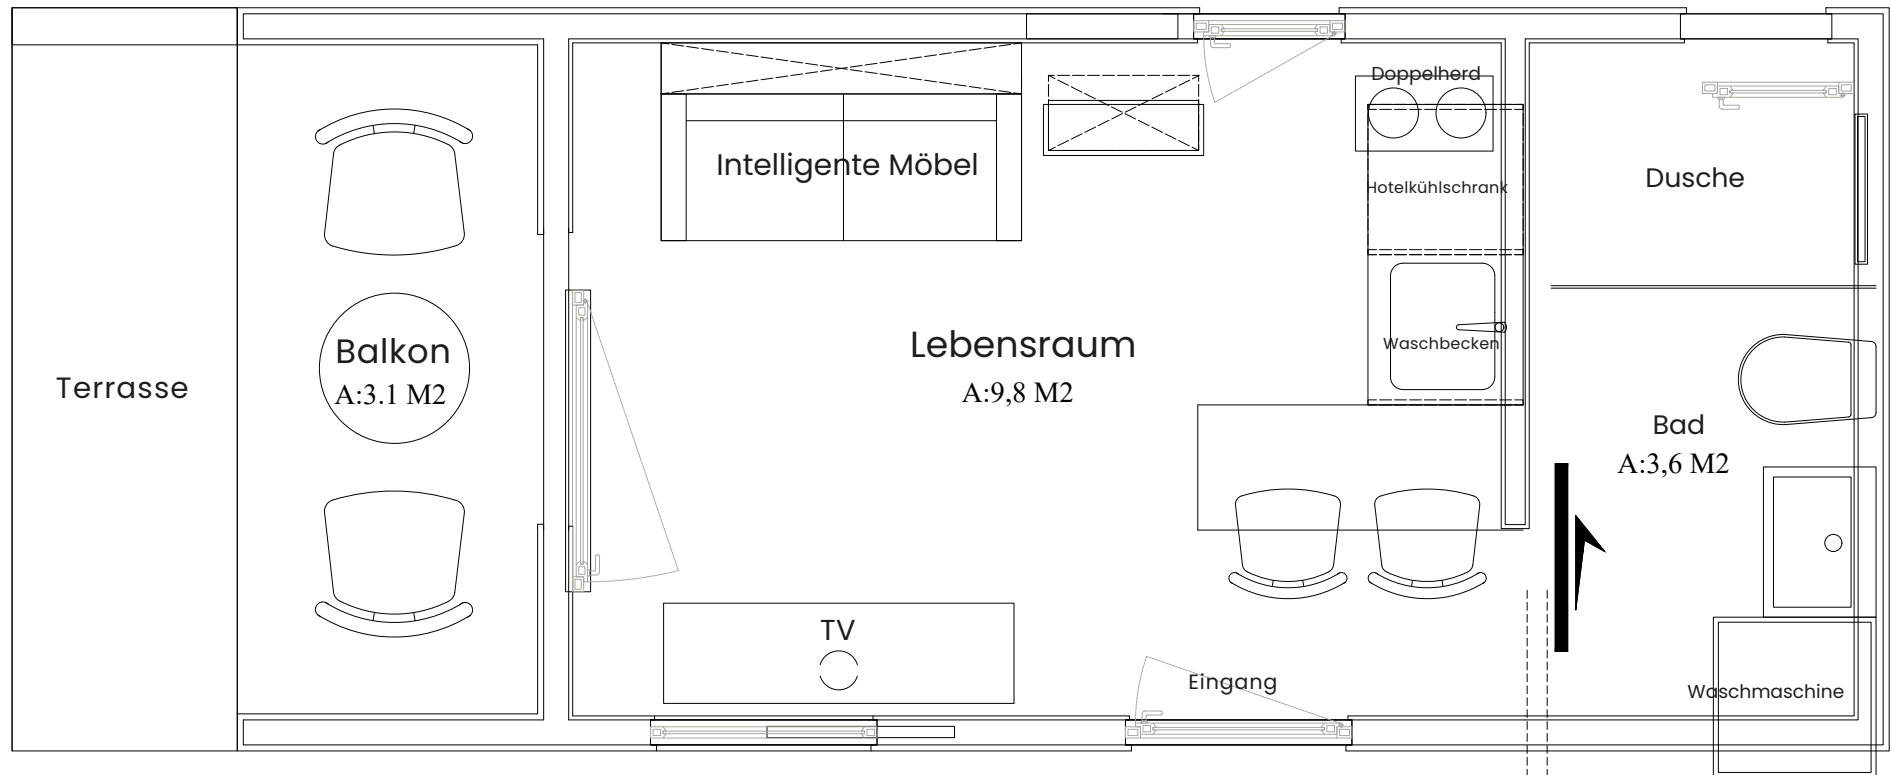 Doppelherd
Intelligente Möbel
Hotelkühlschrank
Dusche
Waschbecken
Lebensraum
A:9,8 M2
Balkon
A:3.1 M2
Terrasse
Bad
A:3,6 M2
TV
Eingang
Waschmaschine